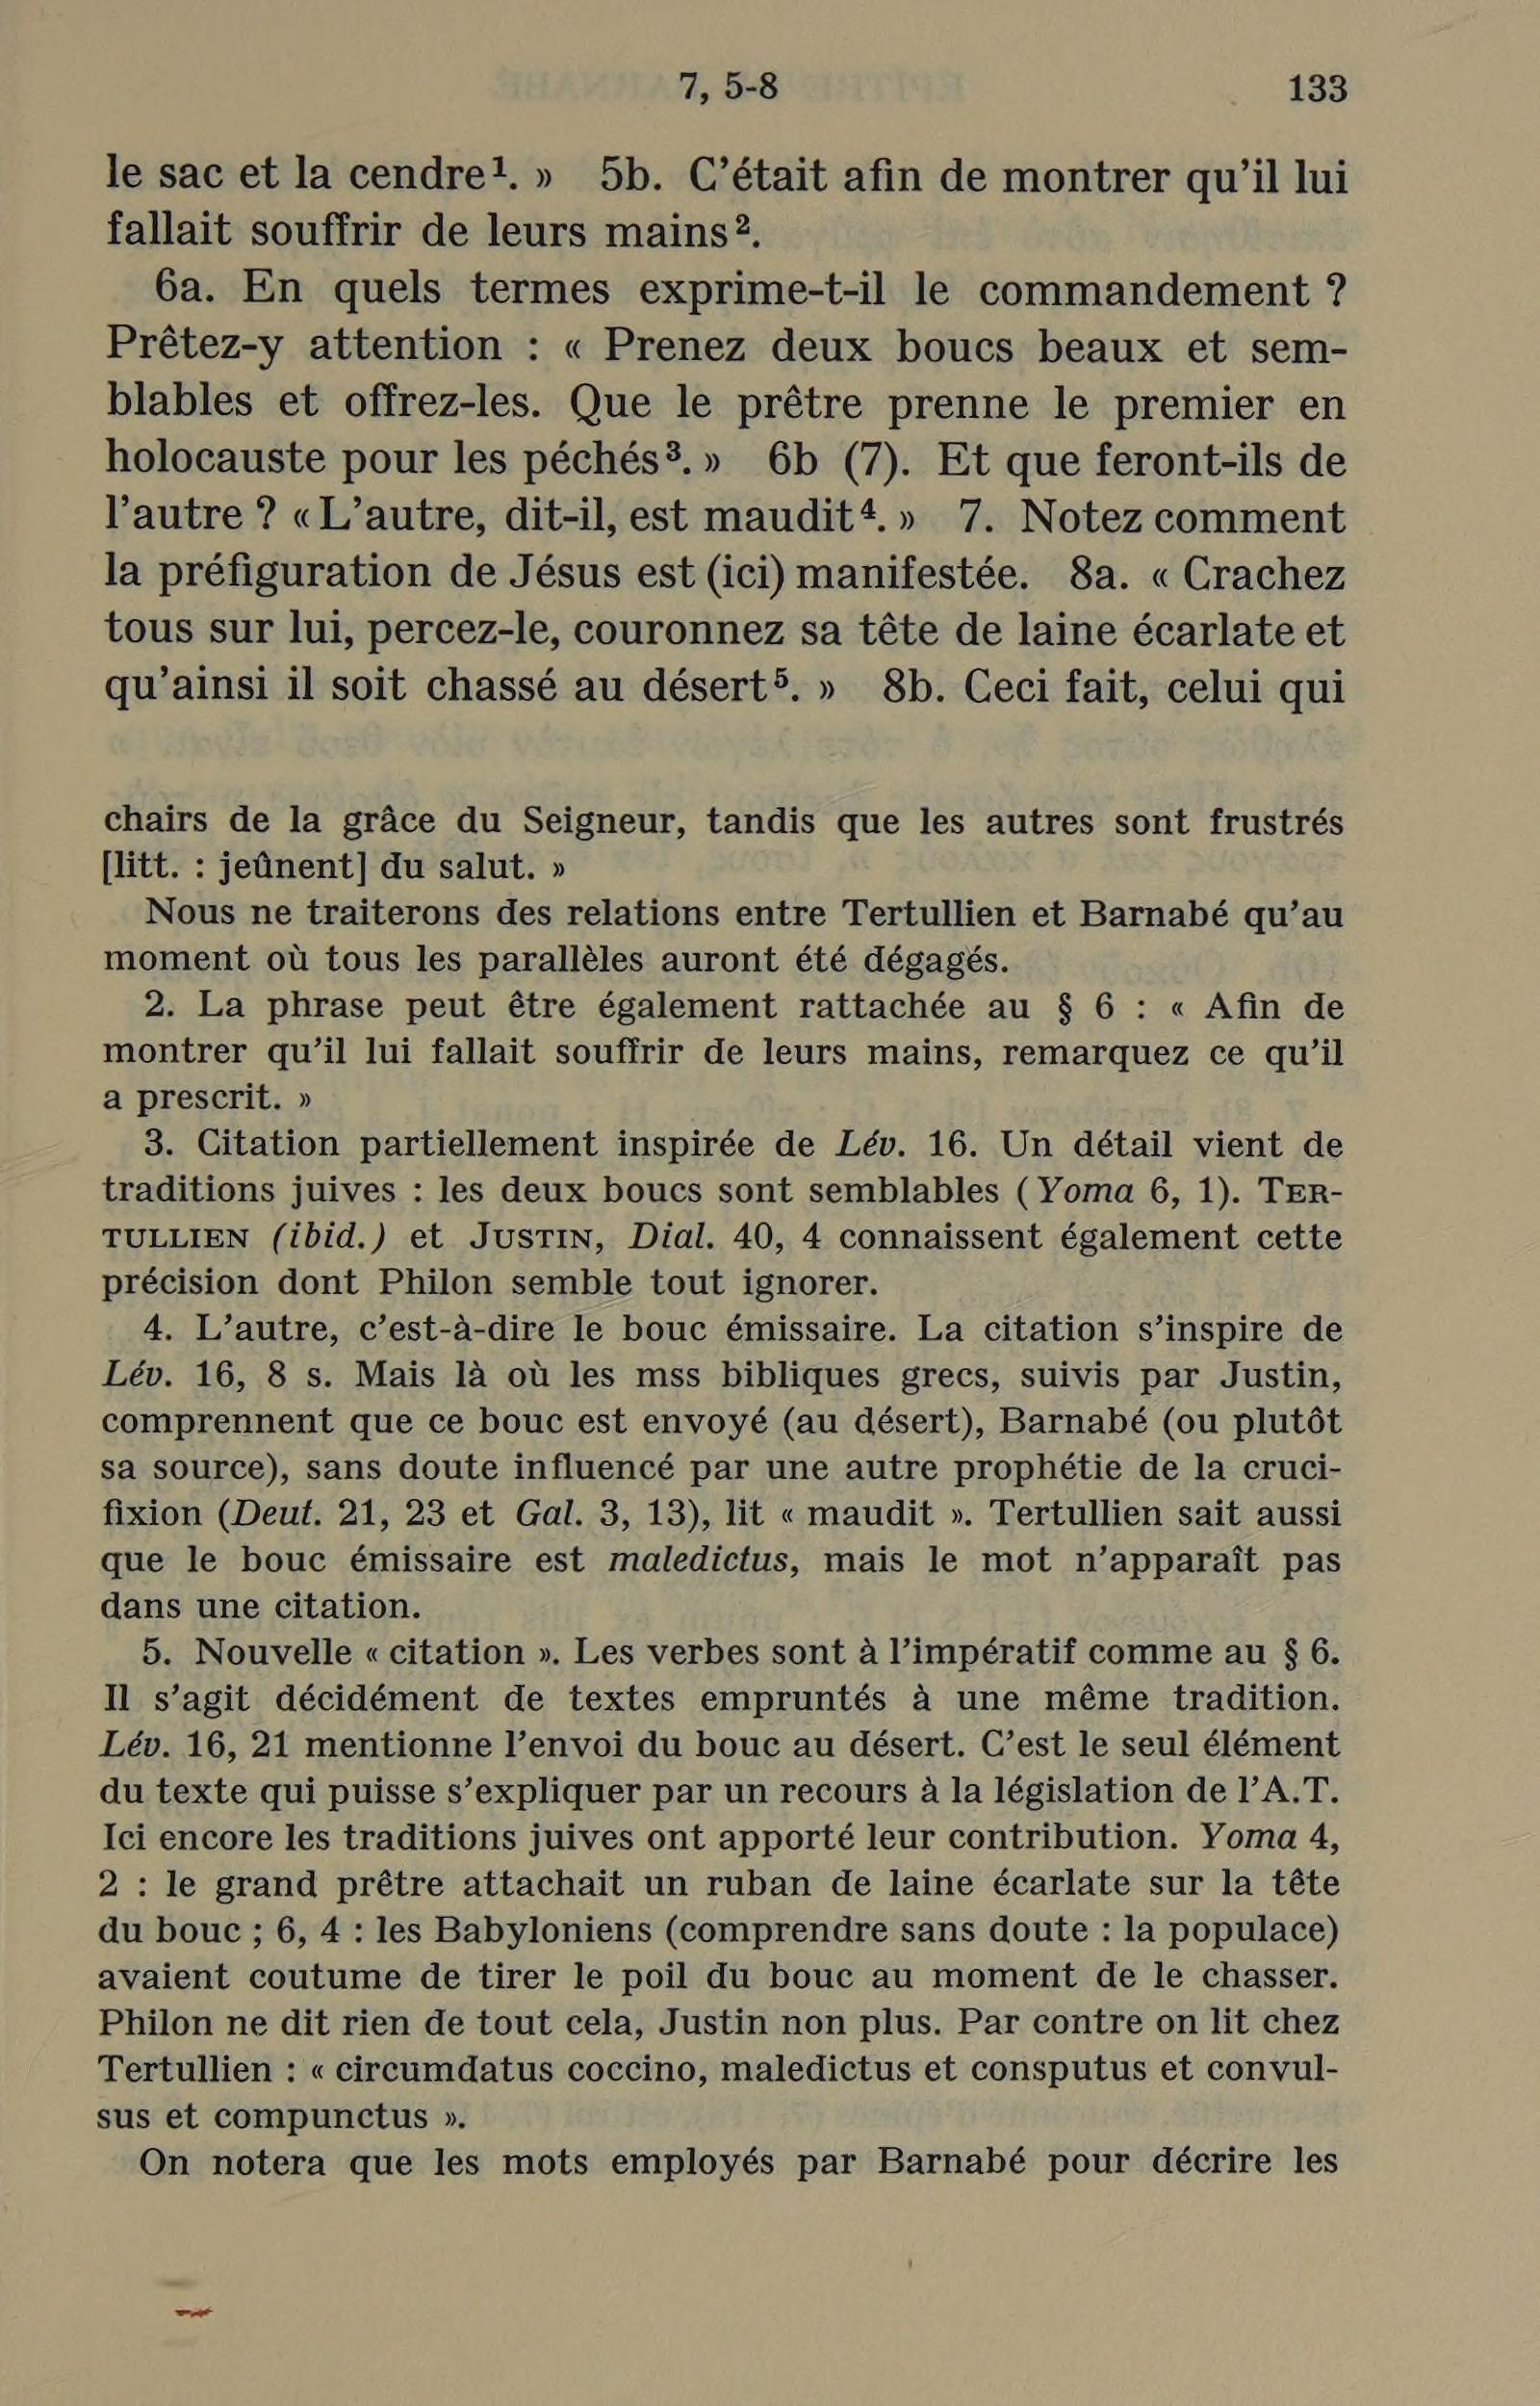 7, 5-8 133
le sac et la cendre¹. » 5b. C’était afin de montrer qu’il lui
fallait souffrir de leurs mains².
6a. En quels termes exprime-t-il le commandement ?
Prêtez-y attention : « Prenez deux boucs beaux et sem-
blables et offrez-les. Que le prêtre prenne le premier en
holocauste pour les péchés³. » 6b (7). Et que feront-ils de
l’autre ? « L’autre, dit-il, est maudit⁴. » 7. Notez comment
la préfiguration de Jésus est (ici) manifestée. 8a. « Crachez
tous sur lui, percez-le, couronnez sa tête de laine écarlate et
qu’ainsi il soit chassé au désert⁵. » 8b. Ceci fait, celui qui
chairs de la grâce du Seigneur, tandis que les autres sont frustrés
[litt. : jeûnent] du salut. »
Nous ne traiterons des relations entre Tertullien et Barnabé qu’au
moment où tous les parallèles auront été dégagés.
2. La phrase peut être également rattachée au § 6 : « Afin de
montrer qu’il lui fallait souffrir de leurs mains, remarquez ce qu’il
a prescrit. »
3. Citation partiellement inspirée de Lév. 16. Un détail vient de
traditions juives : les deux boucs sont semblables (Yoma 6, 1). TER-
TULLIEN (ibid.) et JUSTIN, Dial. 40, 4 connaissent également cette
précision dont Philon semble tout ignorer.
4. L’autre, c’est-à-dire le bouc émissaire. La citation s’inspire de
Lév. 16, 8 s. Mais là où les mss bibliques grecs, suivis par Justin,
comprennent que ce bouc est envoyé (au désert), Barnabé (ou plutôt
sa source), sans doute influencé par une autre prophétie de la cruci-
fixion (Deut. 21, 23 et Gal. 3, 13), lit « maudit ». Tertullien sait aussi
que le bouc émissaire est maledictus, mais le mot n’apparaît pas
dans une citation.
5. Nouvelle « citation ». Les verbes sont à l’impératif comme au § 6.
Il s’agit décidément de textes empruntés à une même tradition.
Lév. 16, 21 mentionne l’envoi du bouc au désert. C’est le seul élément
du texte qui puisse s’expliquer par un recours à la législation de l’A.T.
Ici encore les traditions juives ont apporté leur contribution. Yoma 4,
2 : le grand prêtre attachait un ruban de laine écarlate sur la tête
du bouc ; 6, 4 : les Babyloniens (comprendre sans doute : la populace)
avaient coutume de tirer le poil du bouc au moment de le chasser.
Philon ne dit rien de tout cela, Justin non plus. Par contre on lit chez
Tertullien : « circumdatus coccino, maledictus et consputus et convul-
sus et compunctus ».
On notera que les mots employés par Barnabé pour décrire les